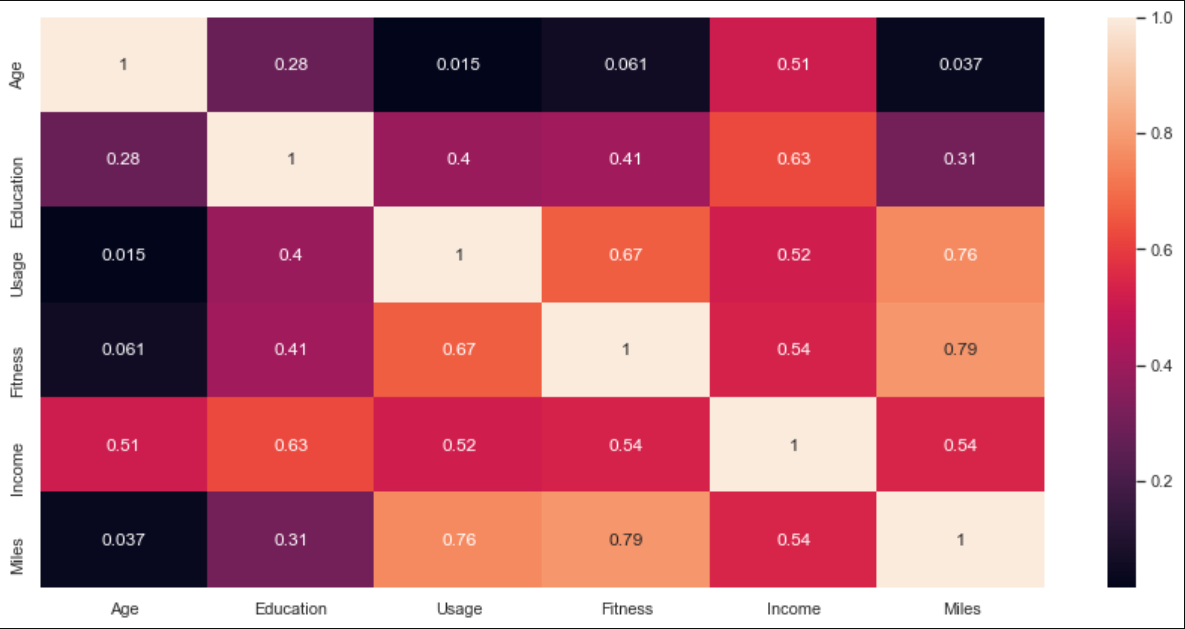 Age 1 0.28 0.015 0.061 0.51 0.037
Education 0.28 1 0.4 0.41 0.63 0.31
Usage 0.015 0.4 1 0.67 0.52 0.76
Fitness 0.061 0.41 0.67 1 0.54 0.79
Income 0.51 0.63 0.52 0.54 1 0.54
Miles 0.037 0.31 0.76 0.79 0.54 1
Age Education Usage Fitness Income Miles
1.0
0.8
0.6
0.4
0.2